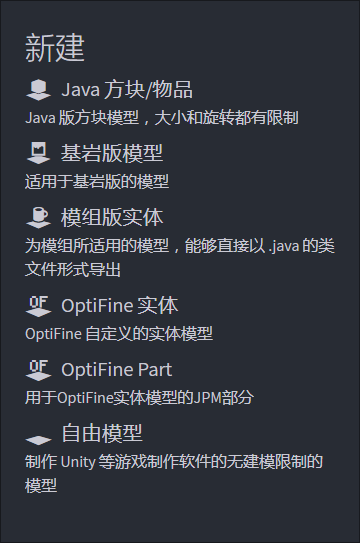 新建
Java 方块/物品
Java 版方块模型，大小和旋转都有限制
基岩版模型
适用于基岩版的模型
模组版实体
为模组所适用的模型，能够直接以 .java 的类
文件形式导出
OF OptiFine 实体
OptiFine 自定义的实体模型
OF OptiFine Part
用于OptiFine实体模型的JPM部分
自由模型
制作 Unity 等游戏制作软件的无建模限制的
模型